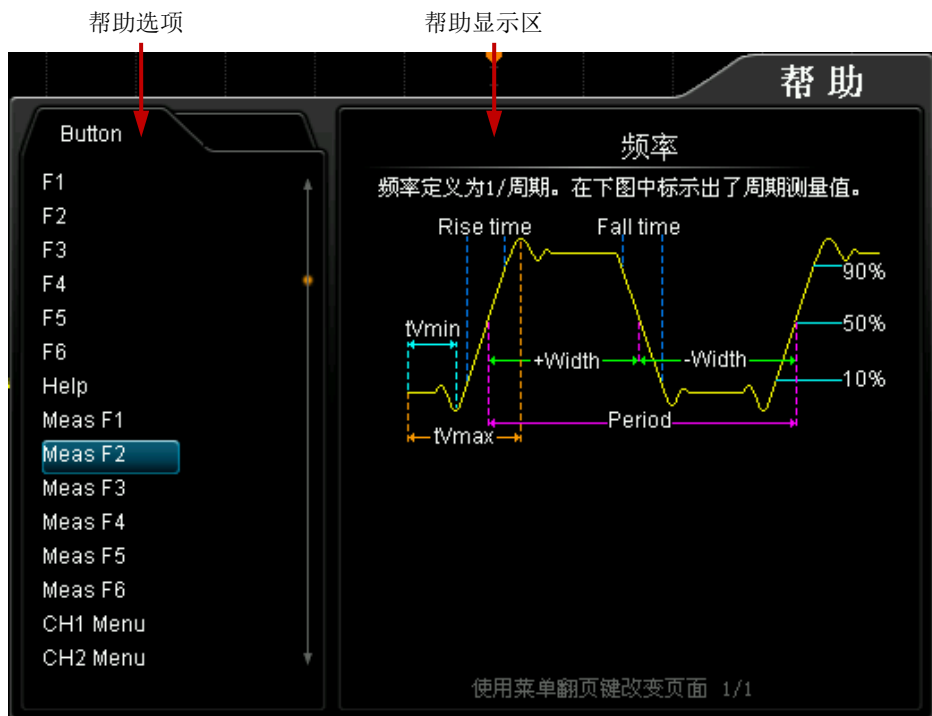 帮助选项
帮助显示区
帮助
Button
F1
F2
F3
F4
F5
F6
Help
Meas F1
Meas F2
Meas F3
Meas F4
Meas F5
Meas F6
CH1 Menu
CH2 Menu
频率
频率定义为1/周期。在下图中标示出了周期测量值。
Rise time
Fall time
90%
tVmin
50%
+Width
-Width
10%
Period
tVmax
使用菜单翻页键改变页面 1/1